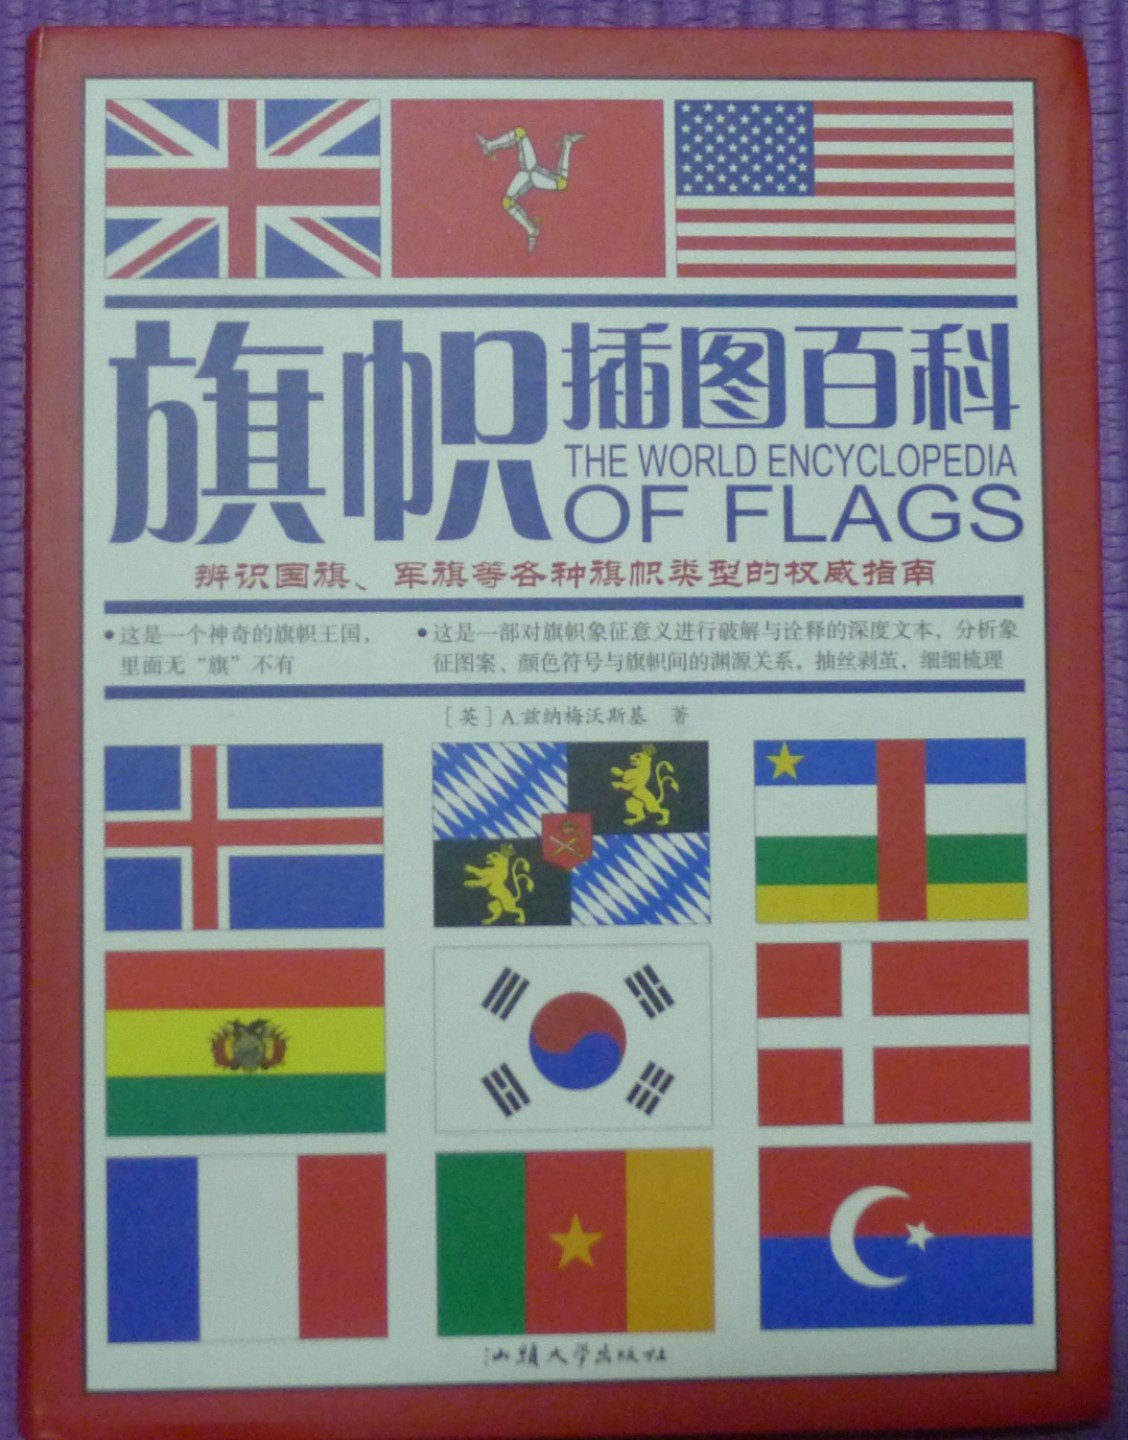 旗帜插图百科
THE WORLD ENCYCLOPEDIA
OF FLAGS
辨识国旗、军旗等各种旗帜类型的权威指南
•这是一个神奇的旗帜王国，
里面无“旗”不有
•这是一部对旗帜象征意义进行破解与诠释的深度文本，分析象
征图案、颜色符号与旗帜间的渊源关系，抽丝剥茧，细细梳理
［英］A.兹纳梅沃斯基 著
汕头大学出版社